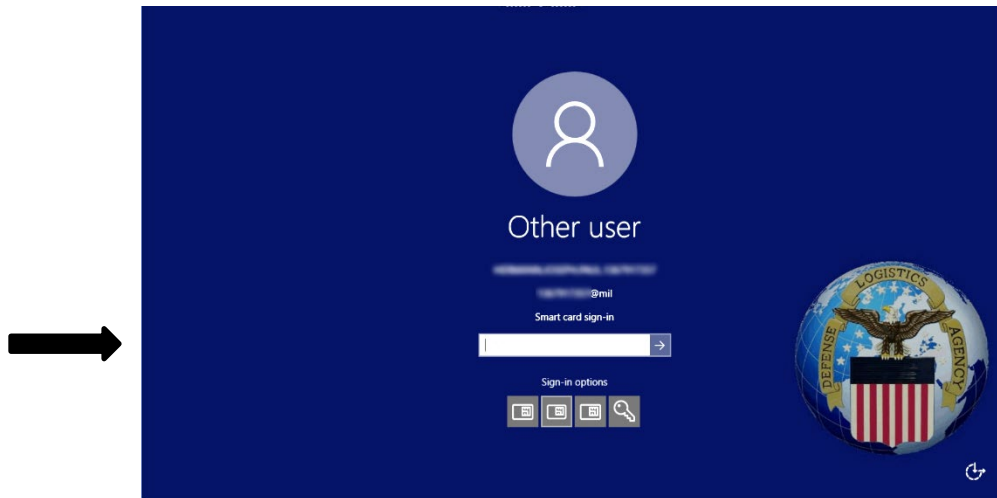 Other user
@mil
Smart card sign-in
Sign-in options
DEFENSE LOGISTICS AGENCY